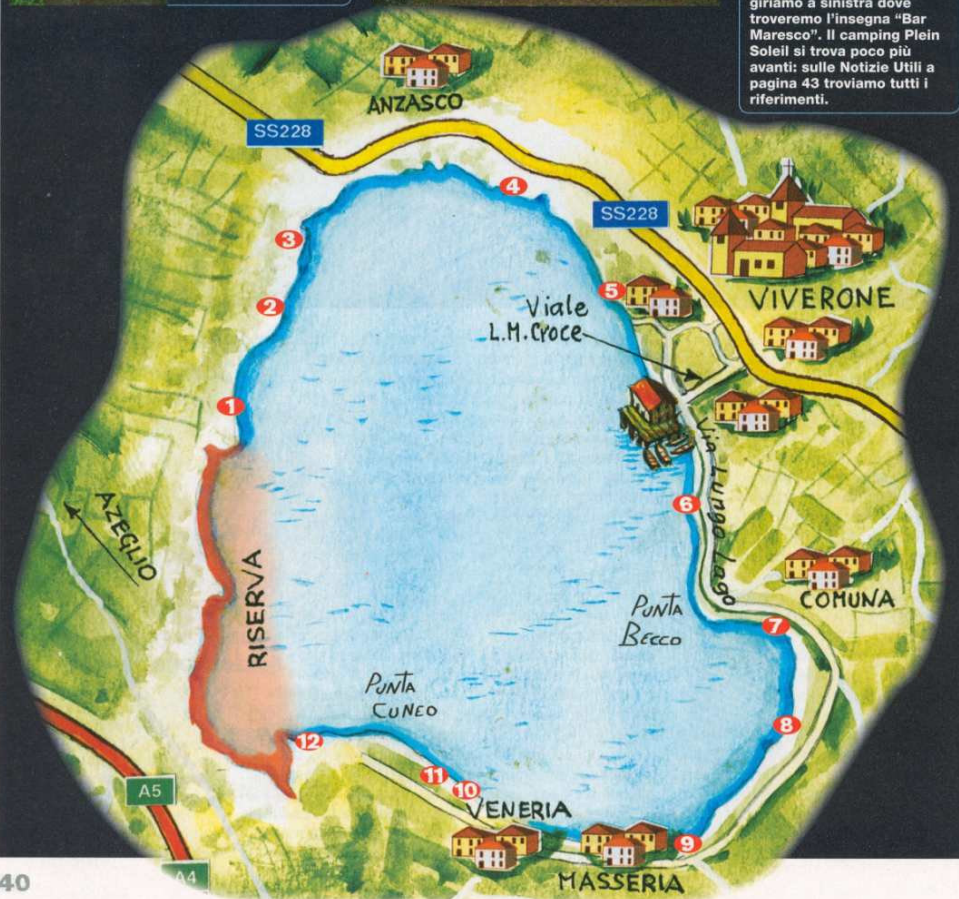 giriamo a sinistra dove
troveremo l'insegna "Bar
Maresco". Il camping Plein
Soleil si trova poco più
avanti: sulle Notizie Utili a
pagina 43 troviamo tutti i
riferimenti.
ANZASCO
SS228
4
SS228
3
VIVERONE
5
2
Viale
L.M. Croce
1
Via Lungo Lago
6
AZEGLIO
RISERVA
COMUNA
PUNTA
BECCO
7
PUNTA
CUNEO
8
12
11
10
A5
VENERIA
9
MASSERIA
A4
40